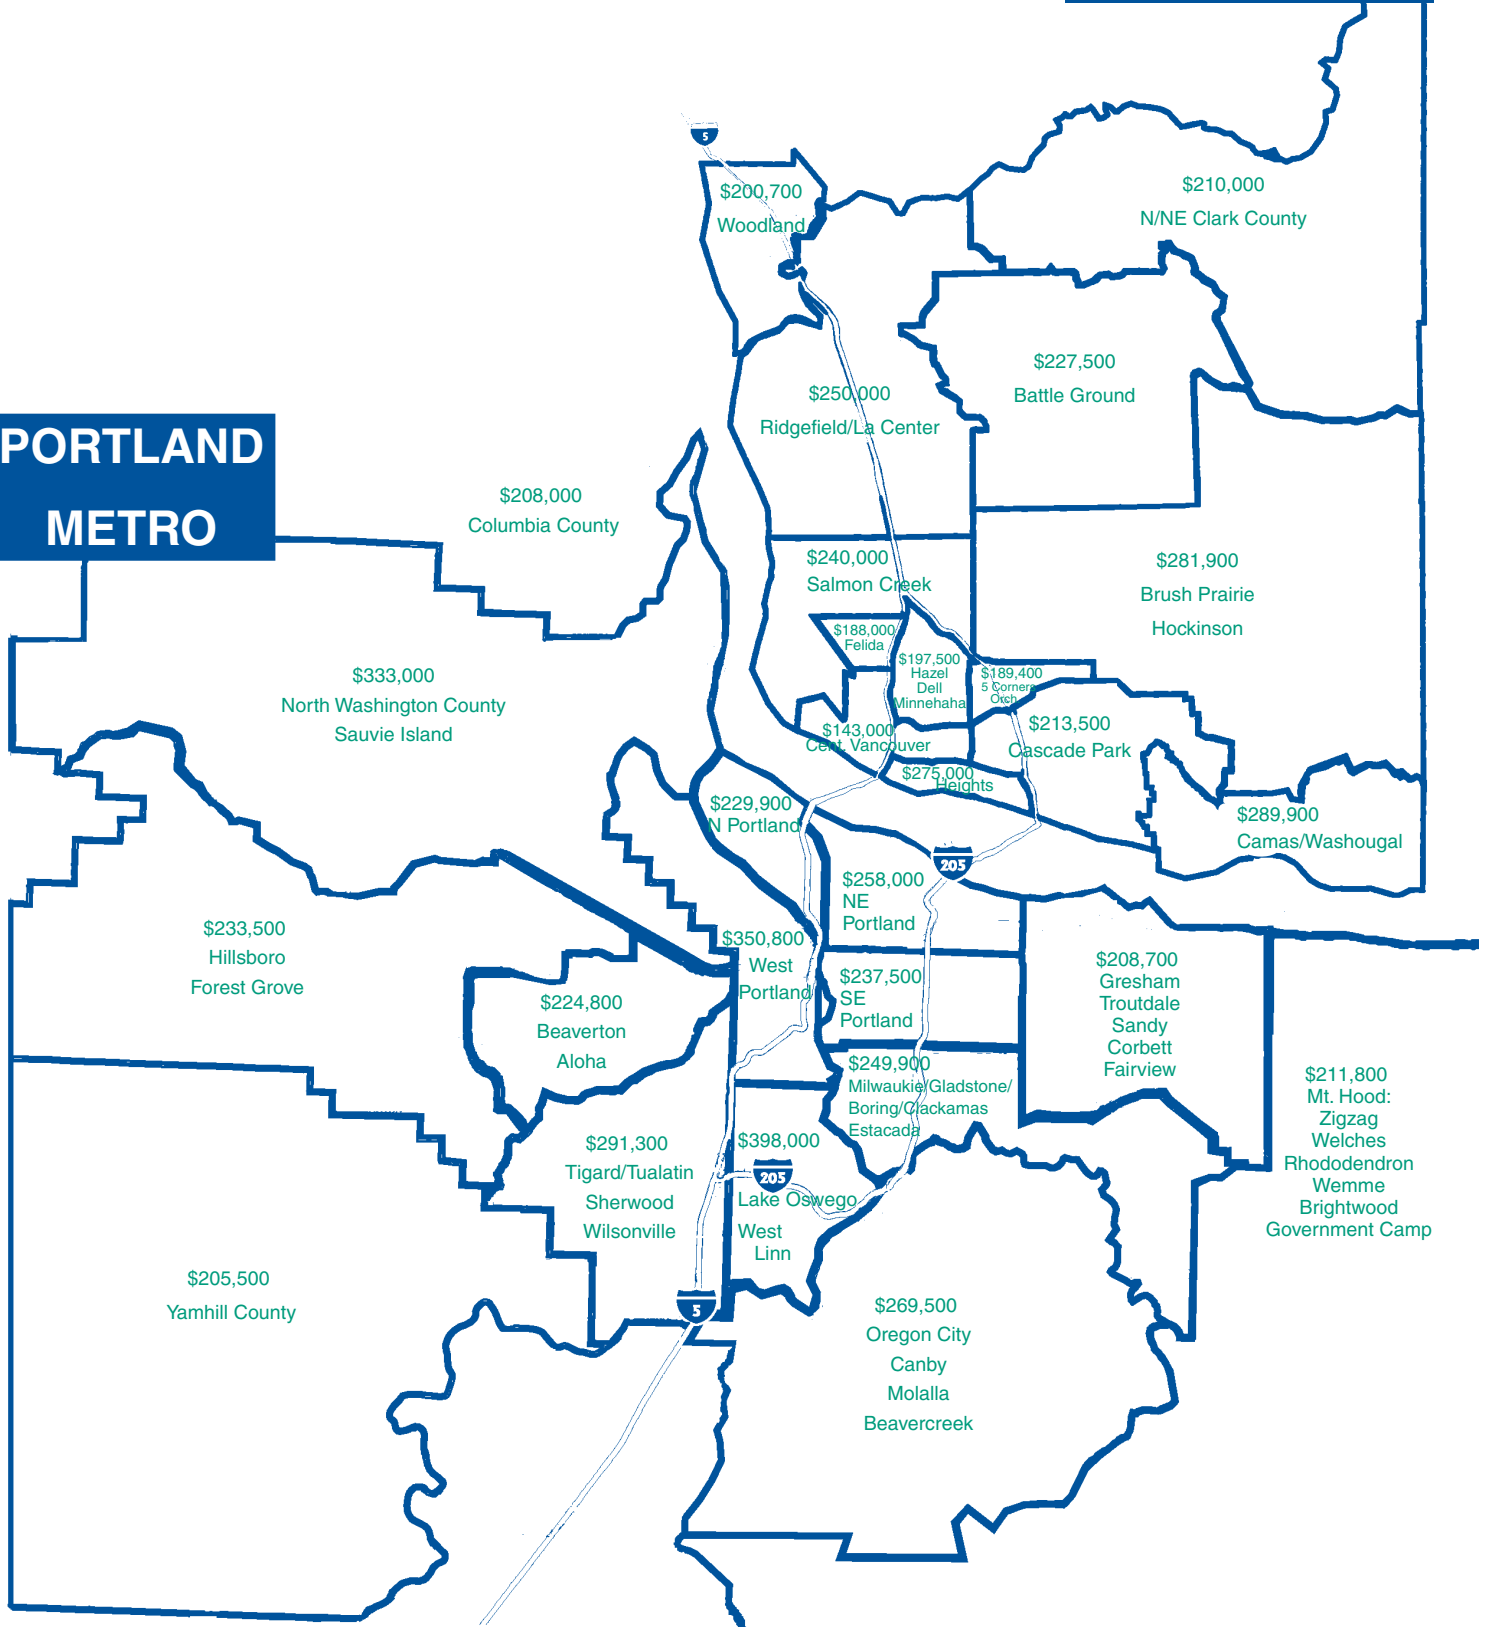 5
$200,700
Woodland
$210,000
N/NE Clark County
$227,500
Battle Ground
$250,000
Ridgefield/La Center
PORTLAND
METRO
$208,000
Columbia County
$240,000
Salmon Creek
$281,900
Brush Prairie
Hockinson
$188,000
Felida
$197,500
Hazel
Dell
Minnehaha
$189,400
5 Corners
Orch
$333,000
North Washington County
Sauvie Island
$143,000
Cent. Vancouver
$213,500
Cascade Park
$275,000
Heights
$229,900
N Portland
$289,900
Camas/Washougal
205
$258,000
NE
Portland
$233,500
Hillsboro
Forest Grove
$350,800
West
Portland
$237,500
SE
Portland
$208,700
Gresham
Troutdale
Sandy
Corbett
Fairview
$224,800
Beaverton
Aloha
$249,900
Milwaukie/Gladstone/
Boring/Clackamas
Estacada
$211,800
Mt. Hood:
Zigzag
Welches
Rhododendron
Wemme
Brightwood
Government Camp
$291,300
Tigard/Tualatin
Sherwood
Wilsonville
$398,000
205
Lake Oswego
West
Linn
$205,500
Yamhill County
5
$269,500
Oregon City
Canby
Molalla
Beavercreek